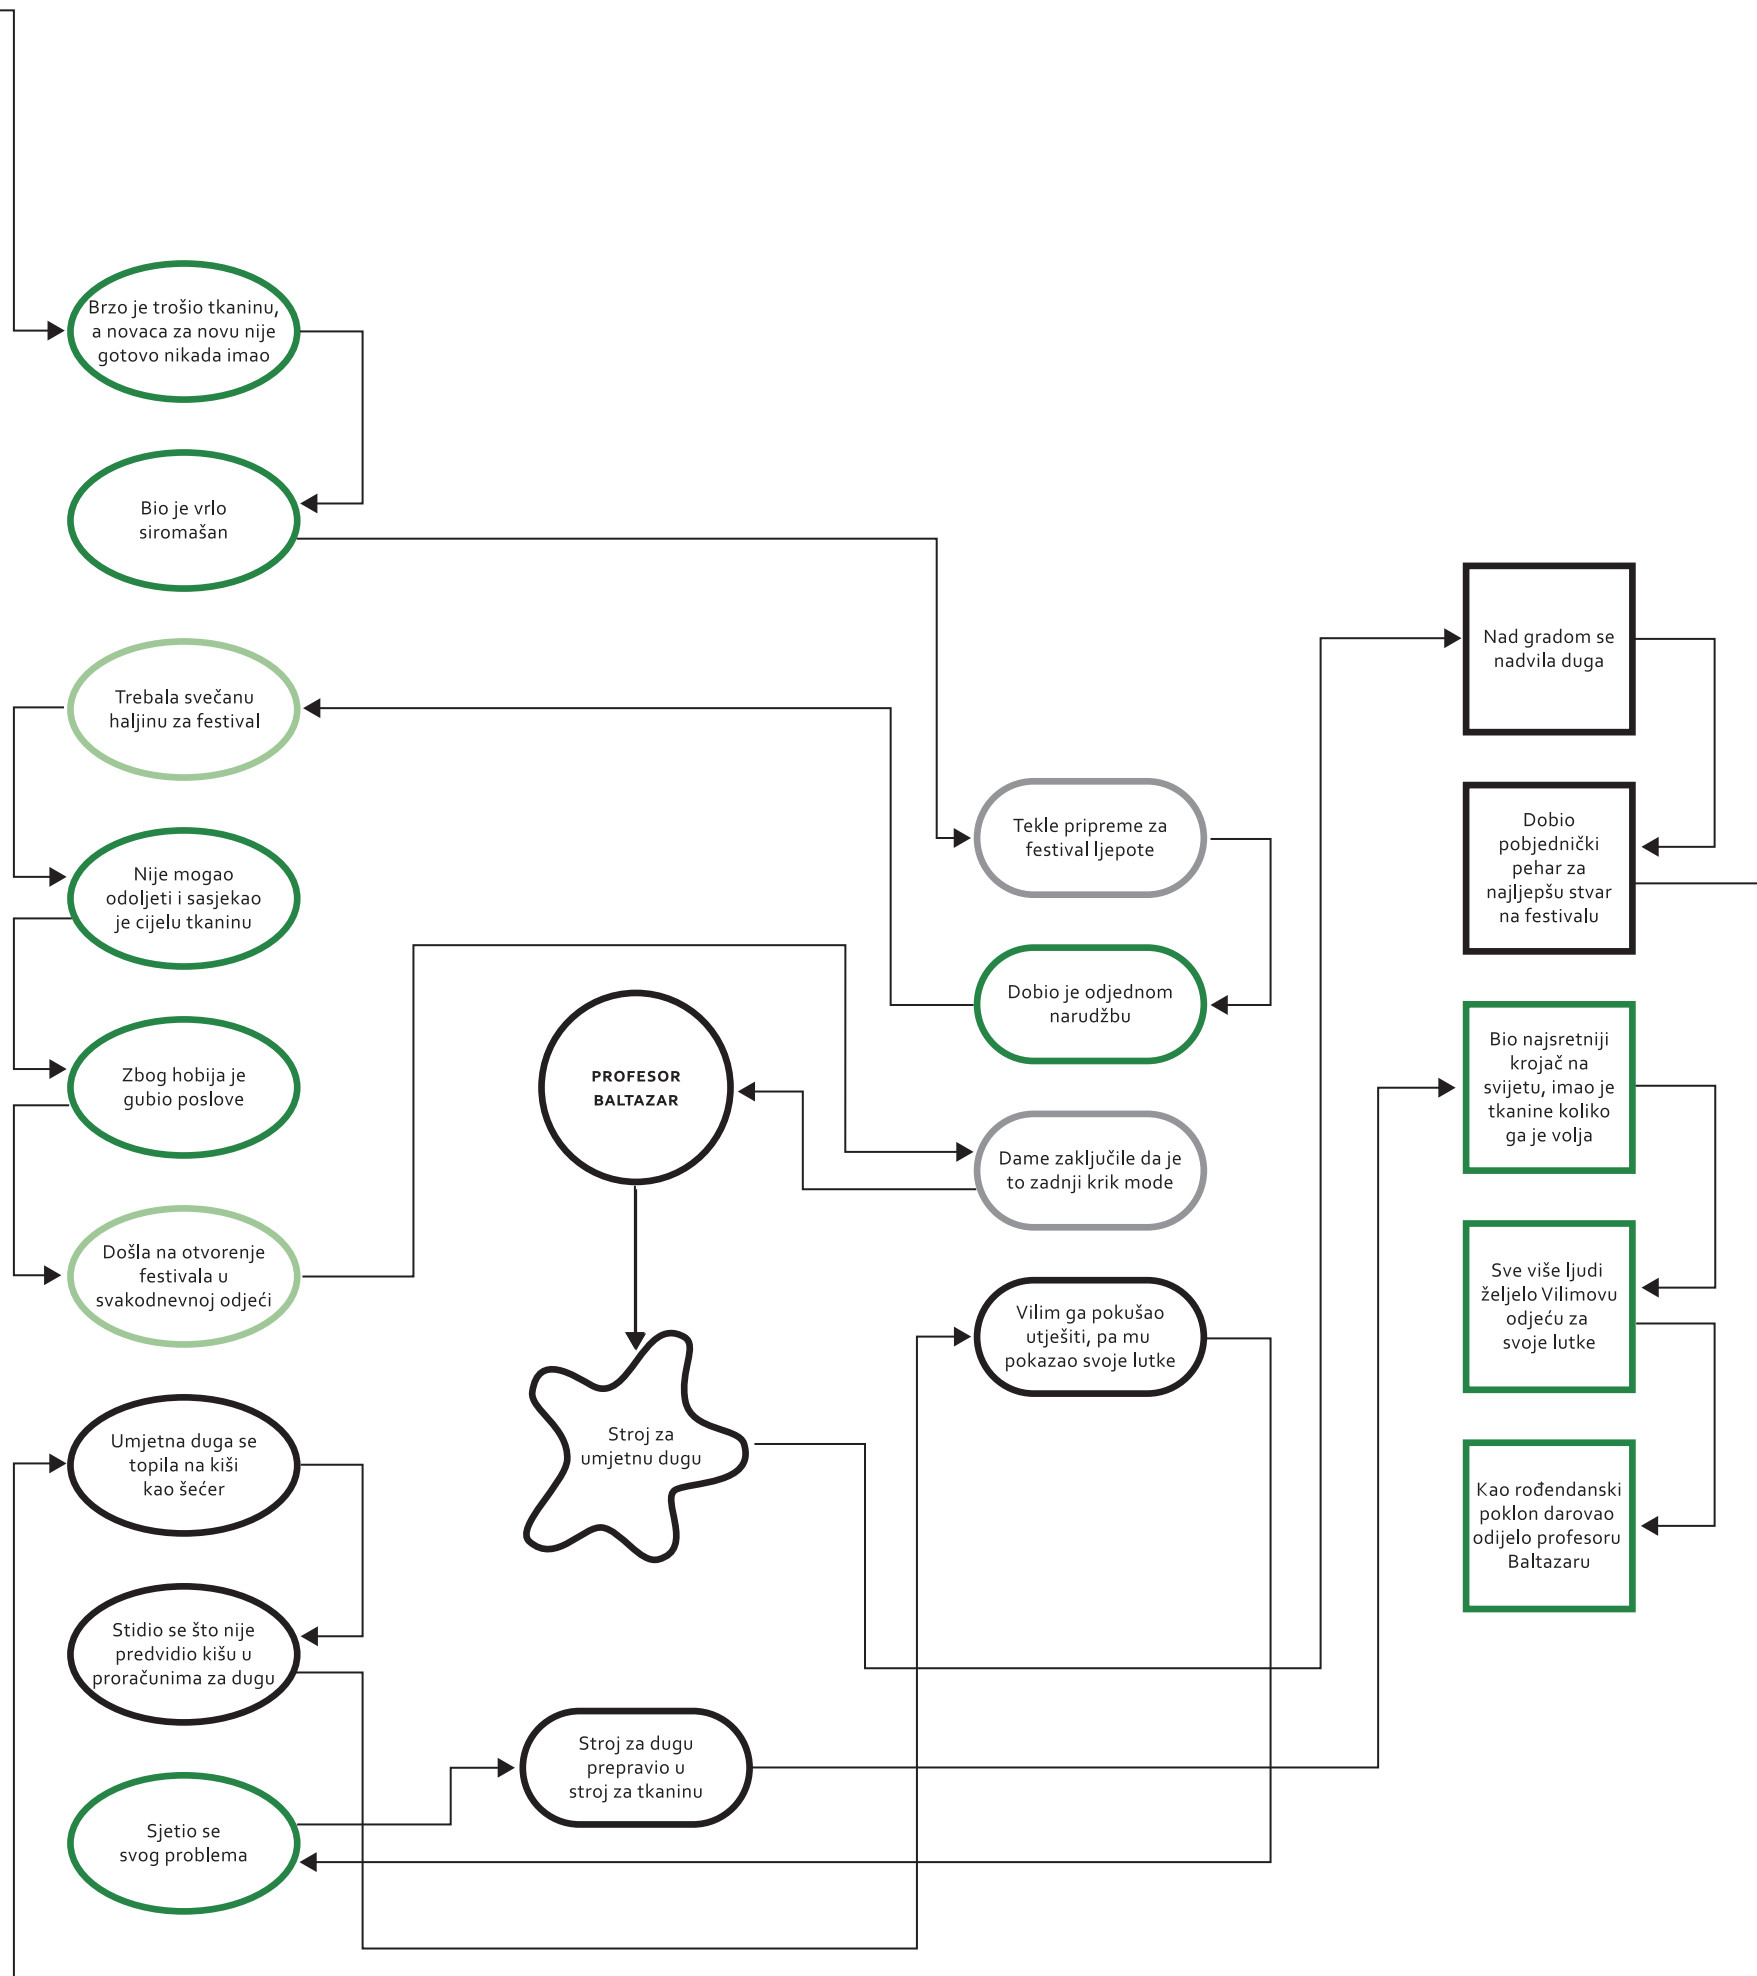 Brzo je trošio tkaninu,
a novaca za novu nije
gotovo nikada imao
Bio je vrlo
siromašan
Trebala svečanu
haljinu za festival
Nije mogao
odoljeti i sasjekao
je cijelu tkaninu
Zbog hobija je
gubio poslove
Došla na otvorenje
festivala u
svakodnevnoj odjeći
Umjetna duga se
topila na kiši
kao šećer
Stidio se što nije
predvidio kišu u
proračunima za dugu
Sjetio se
svog problema
PROFESOR
BALTAZAR
Stroj za
umjetnu dugu
Stroj za dugu
prepravio u
stroj za tkaninu
Tekle pripreme za
festival ljepote
Dobio je odjednom
narudžbu
Dame zaključile da je
to zadnji krik mode
Vilim ga pokušao
utješiti, pa mu
pokazao svoje lutke
Nad gradom se
nadvila duga
Dobio
pobjednički
pehar za
najljepšu stvar
na festivalu
Bio najsretniji
krojač na
svijetu, imao je
tkanine koliko
ga je volja
Sve više ljudi
željelo Vilimovu
odjeću za
svoje lutke
Kao rođendanski
poklon darovao
odijelo profesoru
Baltazaru